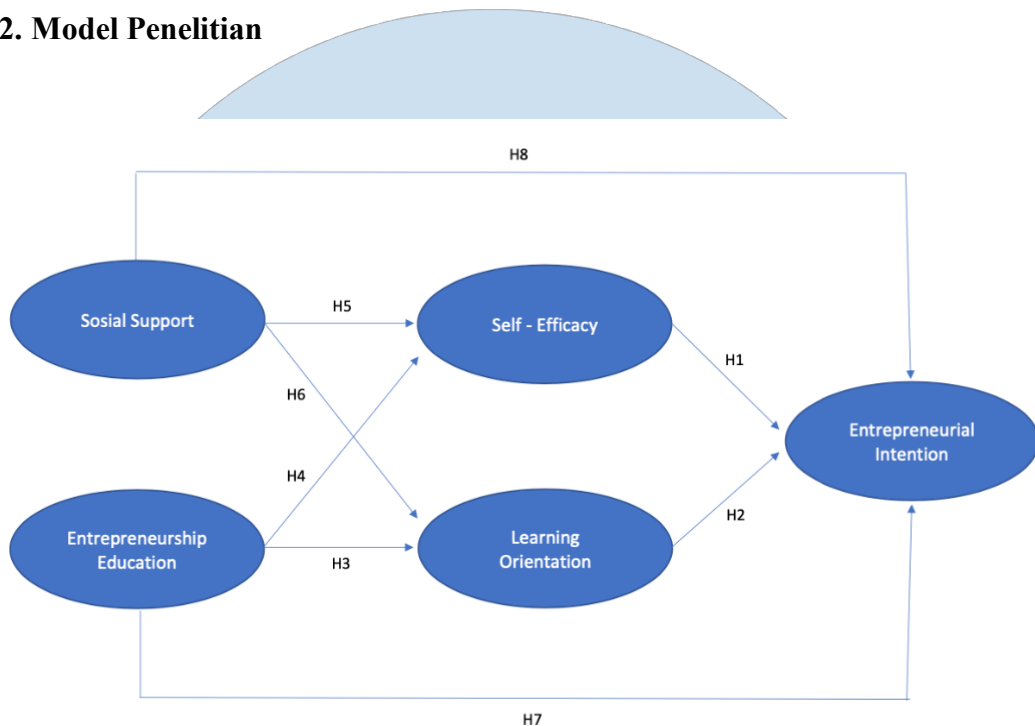 2. Model Penelitian
H8
Sosial Support
H5
Self - Efficacy
H1
H6
Entrepreneurial
Intention
H4
H2
Entrepreneurship
Education
H3
Learning
Orientation
H7